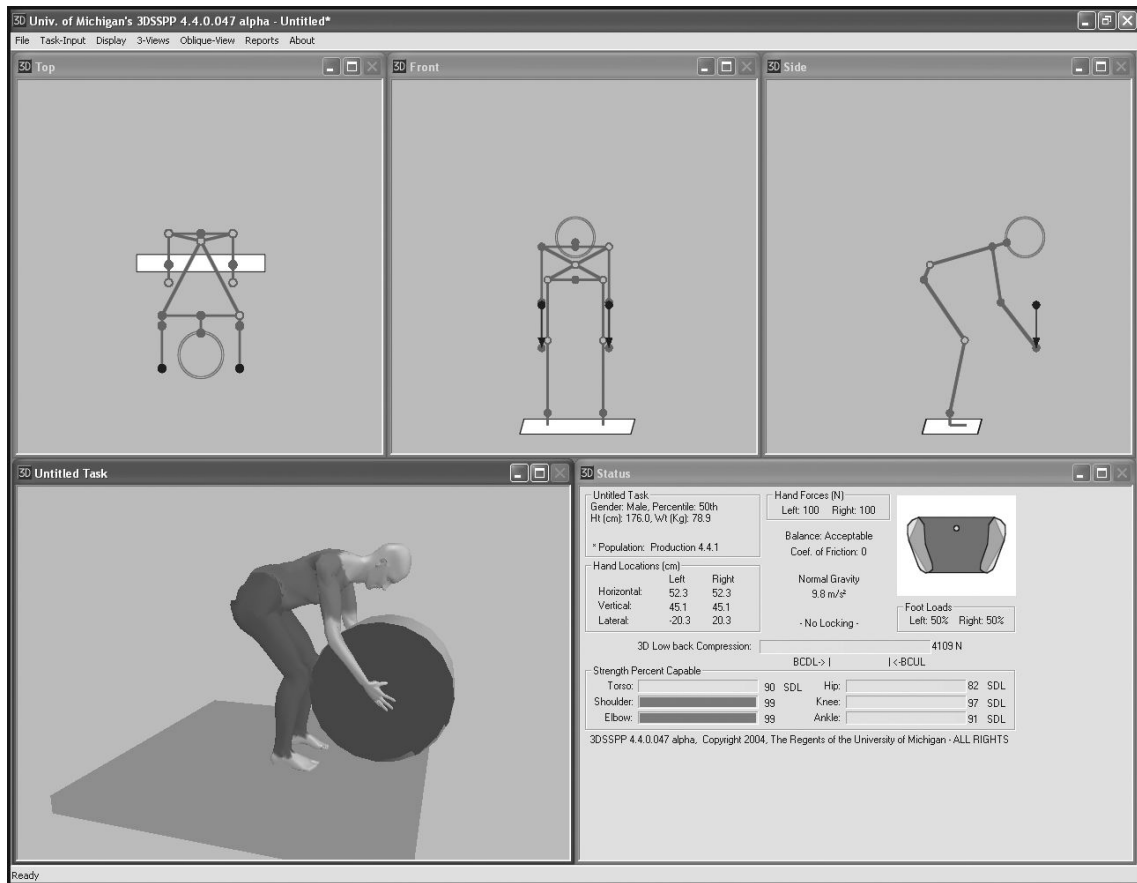 3D Univ. of Michigan's 3DSSPP 4.4.0.047 alpha - Untitled*
File Task-Input Display 3-Views Oblique-View Reports About
3D Top
3D Front
3D Side
3D Untitled Task
3D Status
Untitled Task
Gender: Male, Percentile: 50th
Ht (cm): 176.0, Wt (Kg): 78.9
* Population: Production 4.4.1
Hand Locations (cm)
Left Right
Horizontal: 52.3 52.3
Vertical: 45.1 45.1
Lateral: -20.3 20.3
Hand Forces (N)
Left: 100 Right: 100
Balance: Acceptable
Coef. of Friction: 0
Normal Gravity
9.8 m/s²
- No Locking -
Foot Loads
Left: 50% Right: 50%
3D Low back Compression: 4109 N
BCDL-> | |<-BCUL
Strength Percent Capable
Torso: 90 SDL Hip: 82 SDL
Shoulder: 99 Knee: 97 SDL
Elbow: 99 Ankle: 91 SDL
3DSSPP 4.4.0.047 alpha, Copyright 2004, The Regents of the University of Michigan - ALL RIGHTS
Ready